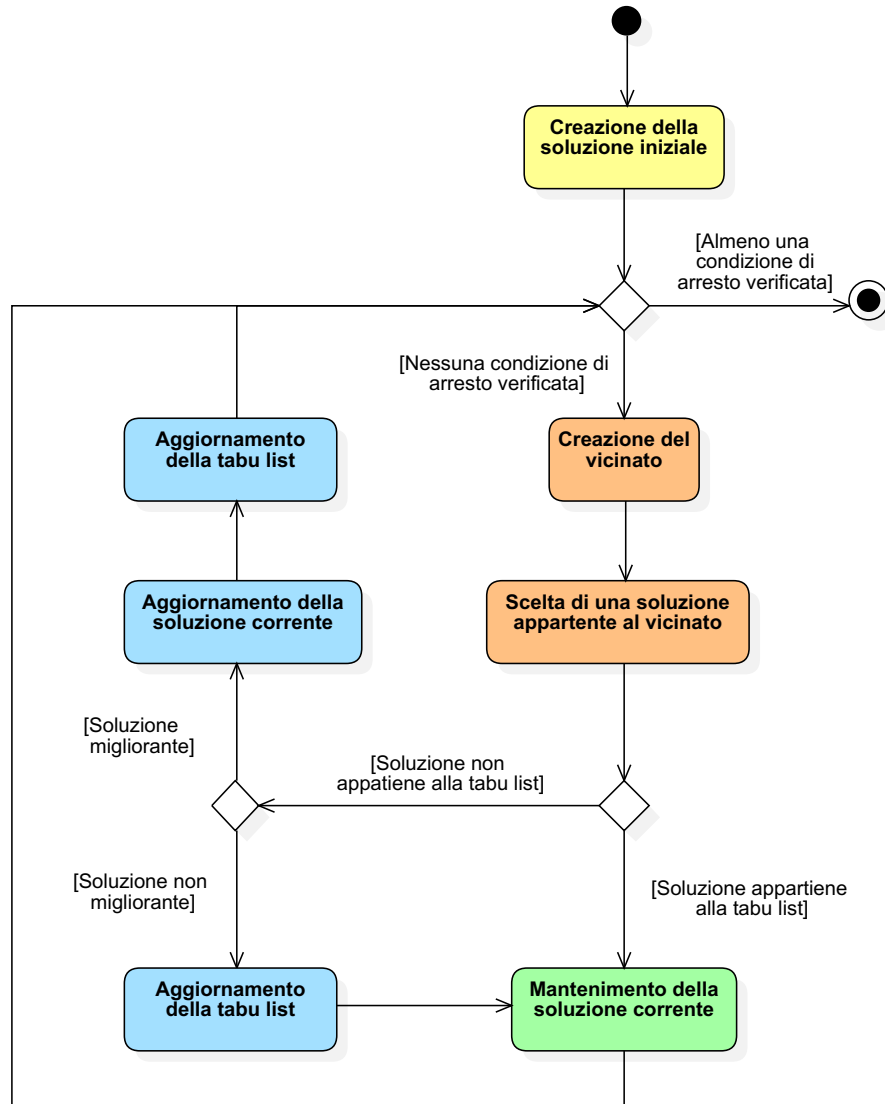 Creazione della
soluzione iniziale
[Almeno una
condizione di
arresto verificata]
[Nessuna condizione di
arresto verificata]
Aggiornamento
della tabu list
Creazione del
vicinato
Aggiornamento della
soluzione corrente
Scelta di una soluzione
appartente al vicinato
[Soluzione
migliorante]
[Soluzione non
appatiene alla tabu list]
[Soluzione non
migliorante]
[Soluzione appartiene
alla tabu list]
Aggiornamento
della tabu list
Mantenimento della
soluzione corrente